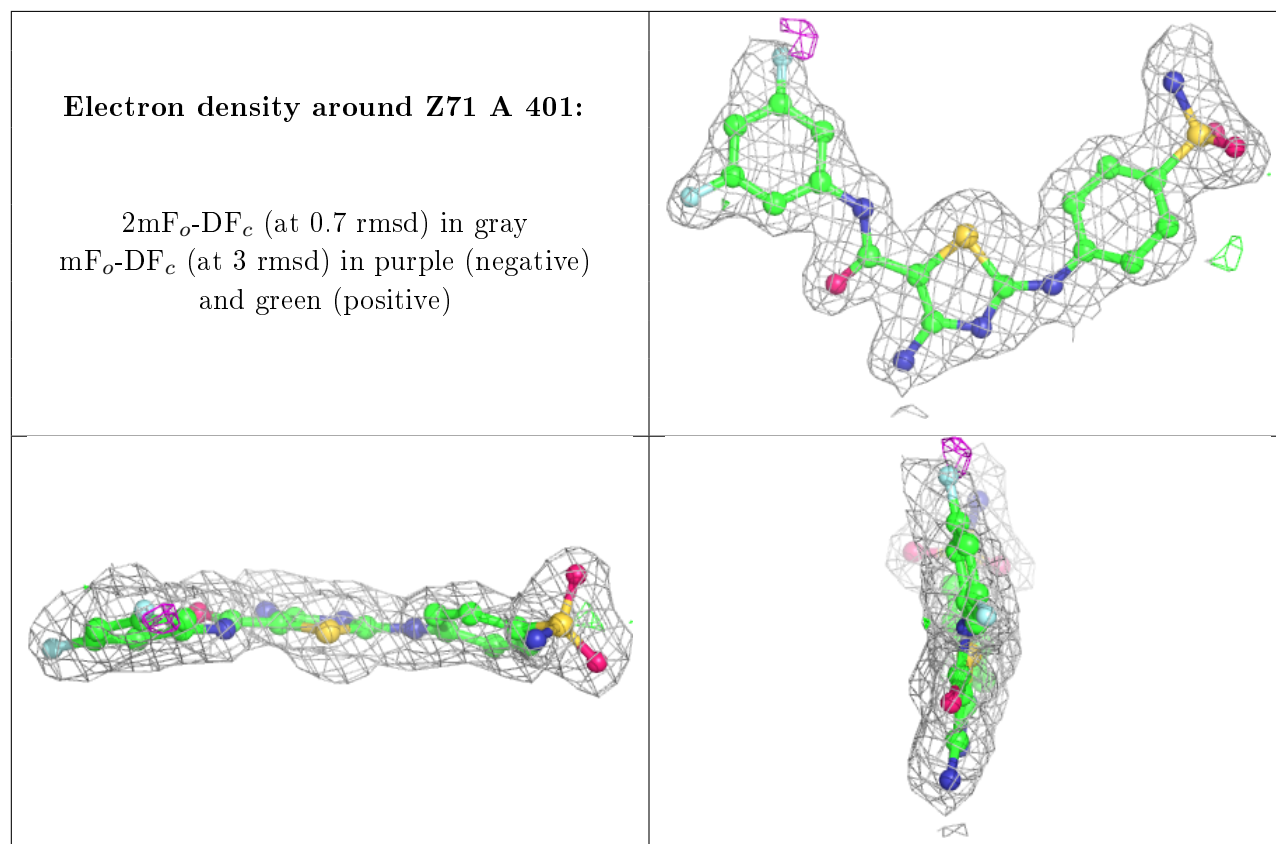 Electron density around Z71 A 401:
2mFₒ-DF𝑐 (at 0.7 rmsd) in gray
mFₒ-DF𝑐 (at 3 rmsd) in purple (negative)
and green (positive)